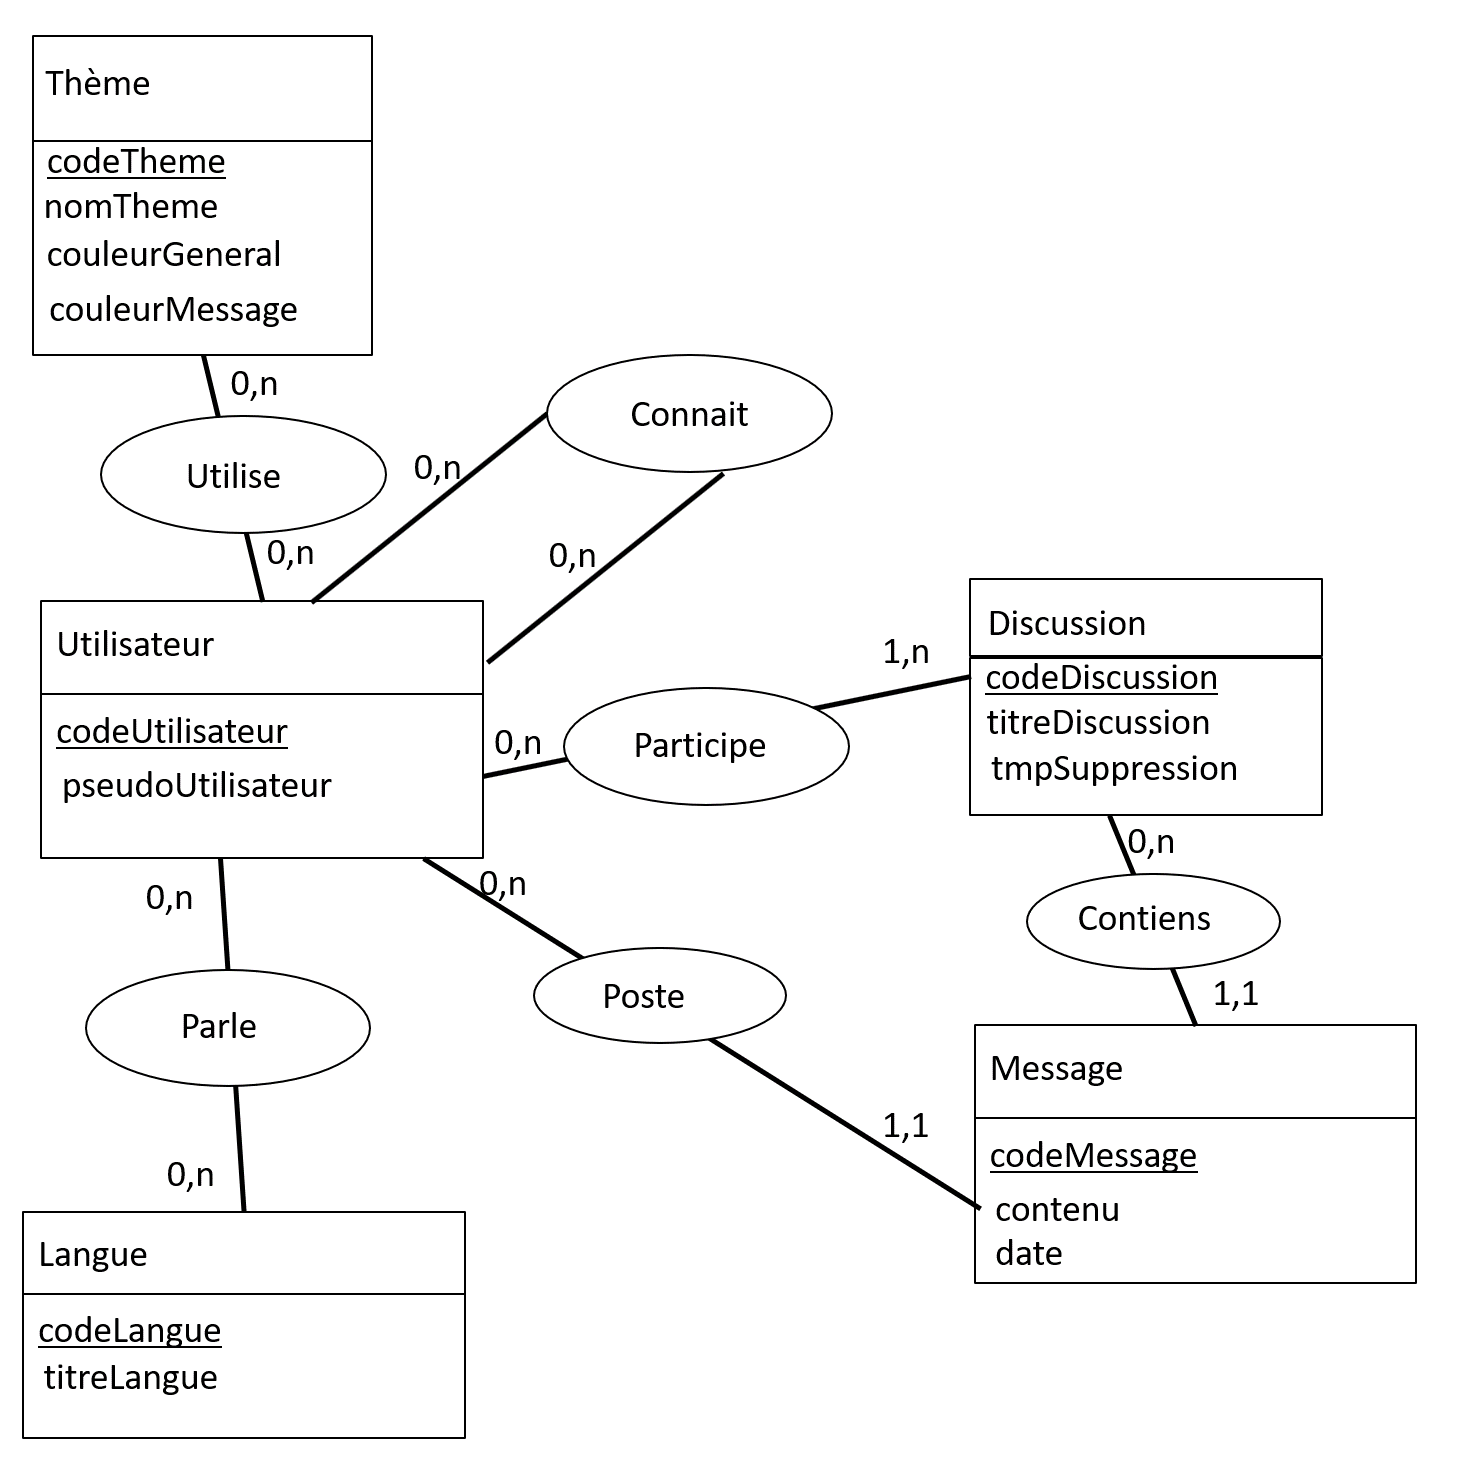 Thème
codeTheme
nomTheme
couleurGeneral
couleurMessage
0,n
Utilise
0,n
Connait
0,n
0,n
Utilisateur
codeUtilisateur
pseudoUtilisateur
0,n
Participe
1,n
Discussion
codeDiscussion
titreDiscussion
tmpSuppression
0,n
Contiens
1,1
0,n
Poste
1,1
Message
codeMessage
contenu
date
0,n
Parle
0,n
Langue
codeLangue
titreLangue